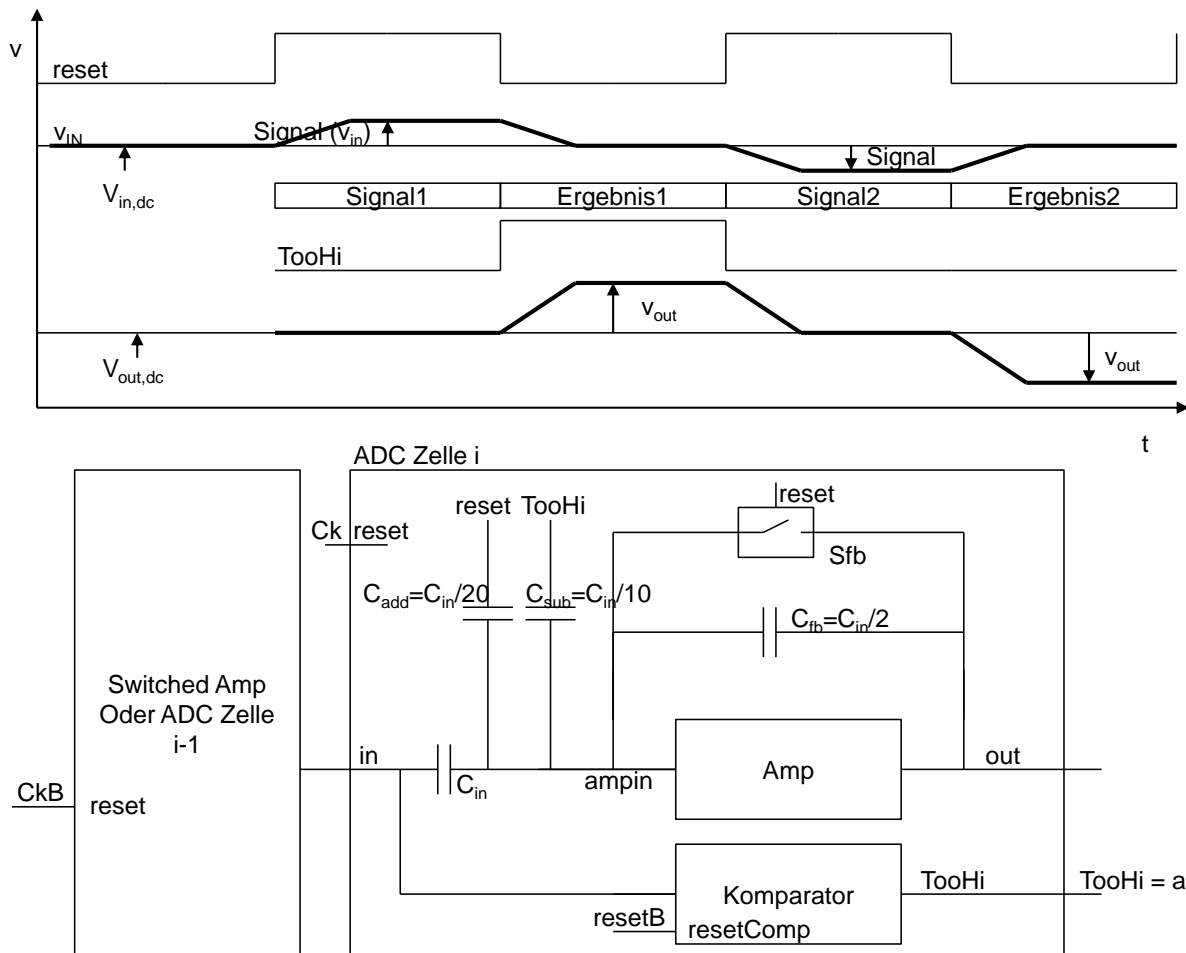 v
reset
v_IN
Signal (v_in)
Signal
V_in,dc
Signal1 Ergebnis1 Signal2 Ergebnis2
TooHi
v_out
V_out,dc
v_out
t
ADC Zelle i
reset TooHi
reset
Ck reset
Sfb
C_add=C_in/20 C_sub=C_in/10
C_fb=C_in/2
Switched Amp
Oder ADC Zelle
i-1
in
C_in
ampin
Amp
out
CkB
reset
Komparator
TooHi
TooHi = a
resetB
resetComp